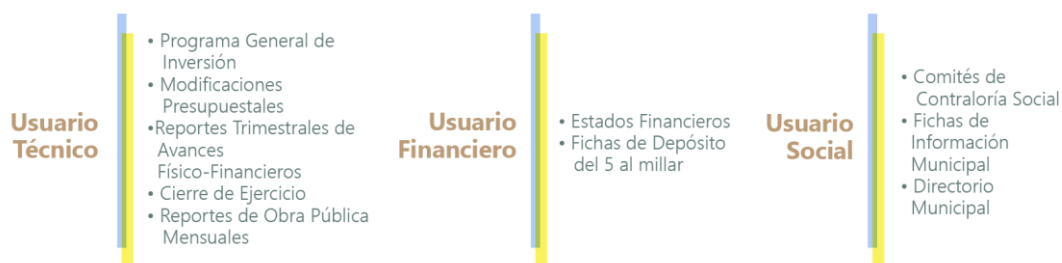 Usuario
Técnico
• Programa General de
Inversión
• Modificaciones
Presupuestales
•Reportes Trimestrales de
Avances
Físico-Financieros
• Cierre de Ejercicio
• Reportes de Obra Pública
Mensuales
Usuario
Financiero
• Estados Financieros
• Fichas de Depósito
del 5 al millar
Usuario
Social
• Comités de
Contraloría Social
• Fichas de
Información
Municipal
• Directorio
Municipal